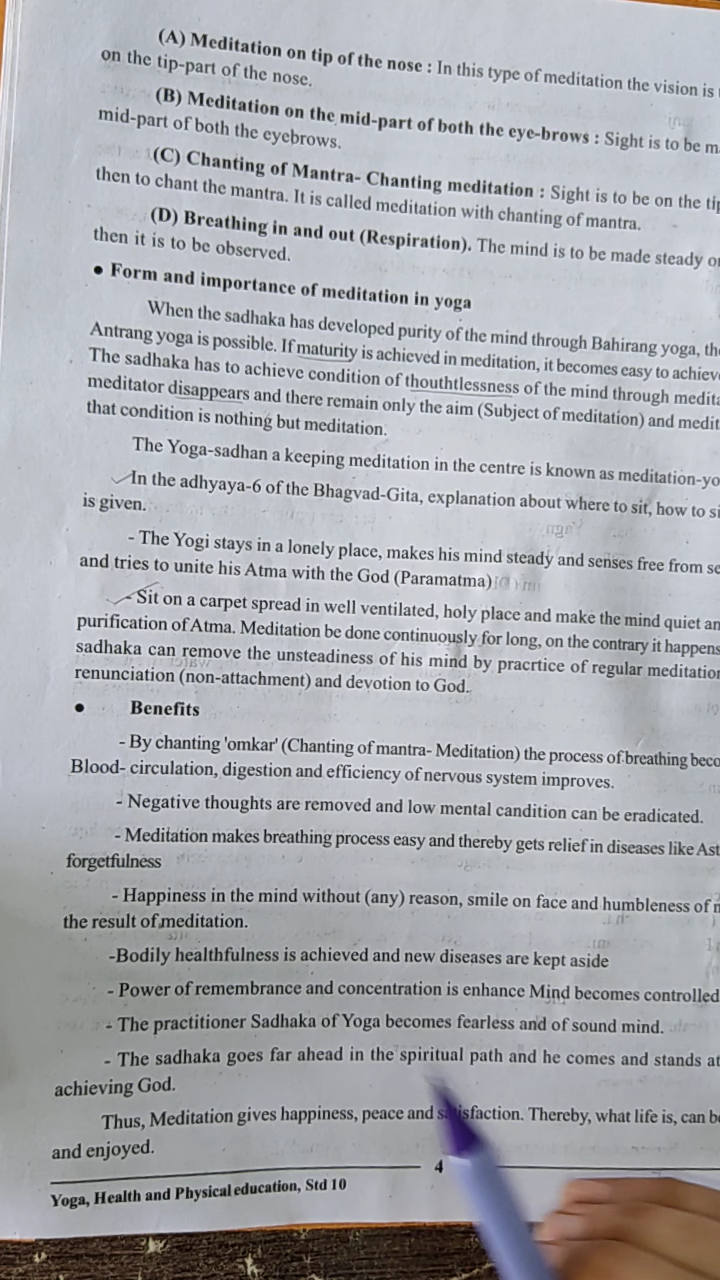 (A) Meditation on tip of the nose : In this type of meditation the vision is
on the tip-part of the nose.
(B) Meditation on the mid-part of both the eye-brows : Sight is to be
mid-part of both the eyebrows.
(C) Chanting of Mantra- Chanting meditation : Sight is to be on the
then to chant the mantra. It is called meditation with chanting of mantra.
(D) Breathing in and out (Respiration). The mind is to be made steady
then it is to be observed.
• Form and importance of meditation in yoga
When the sadhaka has developed purity of the mind through Bahirang yoga,
Antrang yoga is possible. If maturity is achieved in meditation, it becomes easy to
The sadhaka has to achieve condition of thouthtlessness of the mind through
meditator disappears and there remain only the aim (Subject of meditation) and
that condition is nothing but meditation.
The Yoga-sadhan a keeping meditation in the centre is known as
In the adhyaya-6 of the Bhagvad-Gita, explanation about where to sit, how to
is given.
- The Yogi stays in a lonely place, makes his mind steady and senses free from
and tries to unite his Atma with the God (Paramatma)
- Sit on a carpet spread in well ventilated, holy place and make the mind quiet
purification of Atma. Meditation be done continuously for long, on the contrary it happens
sadhaka can remove the unsteadiness of his mind by pracrtice of regular meditation
renunciation (non-attachment) and devotion to God.
• Benefits
- By chanting 'omkar' (Chanting of mantra- Meditation) the process of breathing
Blood- circulation, digestion and efficiency of nervous system improves.
- Negative thoughts are removed and low mental candition can be eradicated.
- Meditation makes breathing process easy and thereby gets relief in diseases like
forgetfulness
- Happiness in the mind without (any) reason, smile on face and humbleness of
the result of meditation.
-Bodily healthfulness is achieved and new diseases are kept aside
- Power of remembrance and concentration is enhance Mind becomes controlled
- The practitioner Sadhaka of Yoga becomes fearless and of sound mind.
- The sadhaka goes far ahead in the spiritual path and he comes and stands at
achieving God.
Thus, Meditation gives happiness, peace and satisfaction. Thereby, what life is, can
and enjoyed.
4
Yoga, Health and Physical education, Std 10